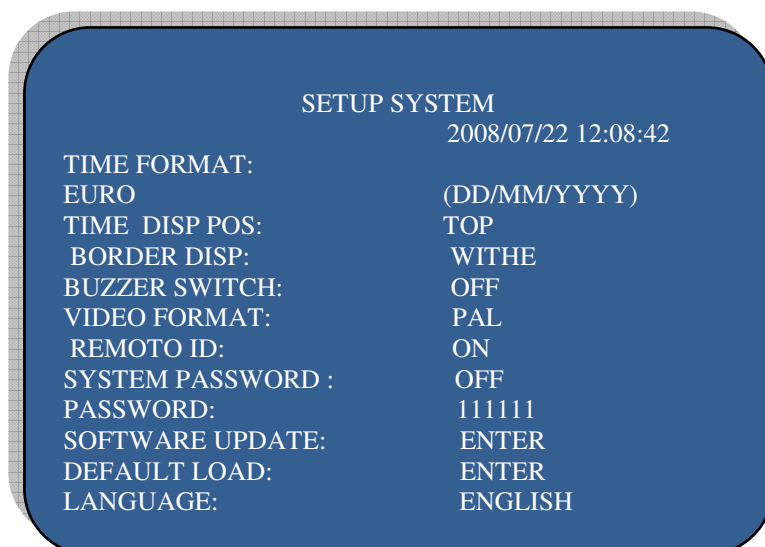 SETUP SYSTEM
2008/07/22 12:08:42
TIME FORMAT:
EURO (DD/MM/YYYY)
TIME DISP POS: TOP
BORDER DISP: WITHE
BUZZER SWITCH: OFF
VIDEO FORMAT: PAL
REMOTO ID: ON
SYSTEM PASSWORD : OFF
PASSWORD: 111111
SOFTWARE UPDATE: ENTER
DEFAULT LOAD: ENTER
LANGUAGE: ENGLISH